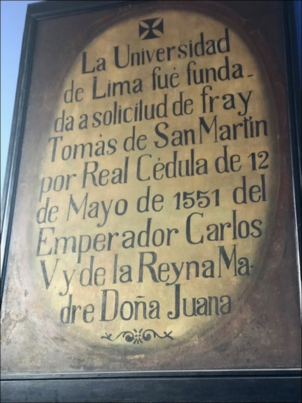 La Universidad
de Lima fué funda-
da a solicitud de fray
Tomàs de San Martin
por Real Cédula de 12
de Mayo de 1551 del
Emperador Carlos
V y de la Reyna Ma-
dre Doña Juana